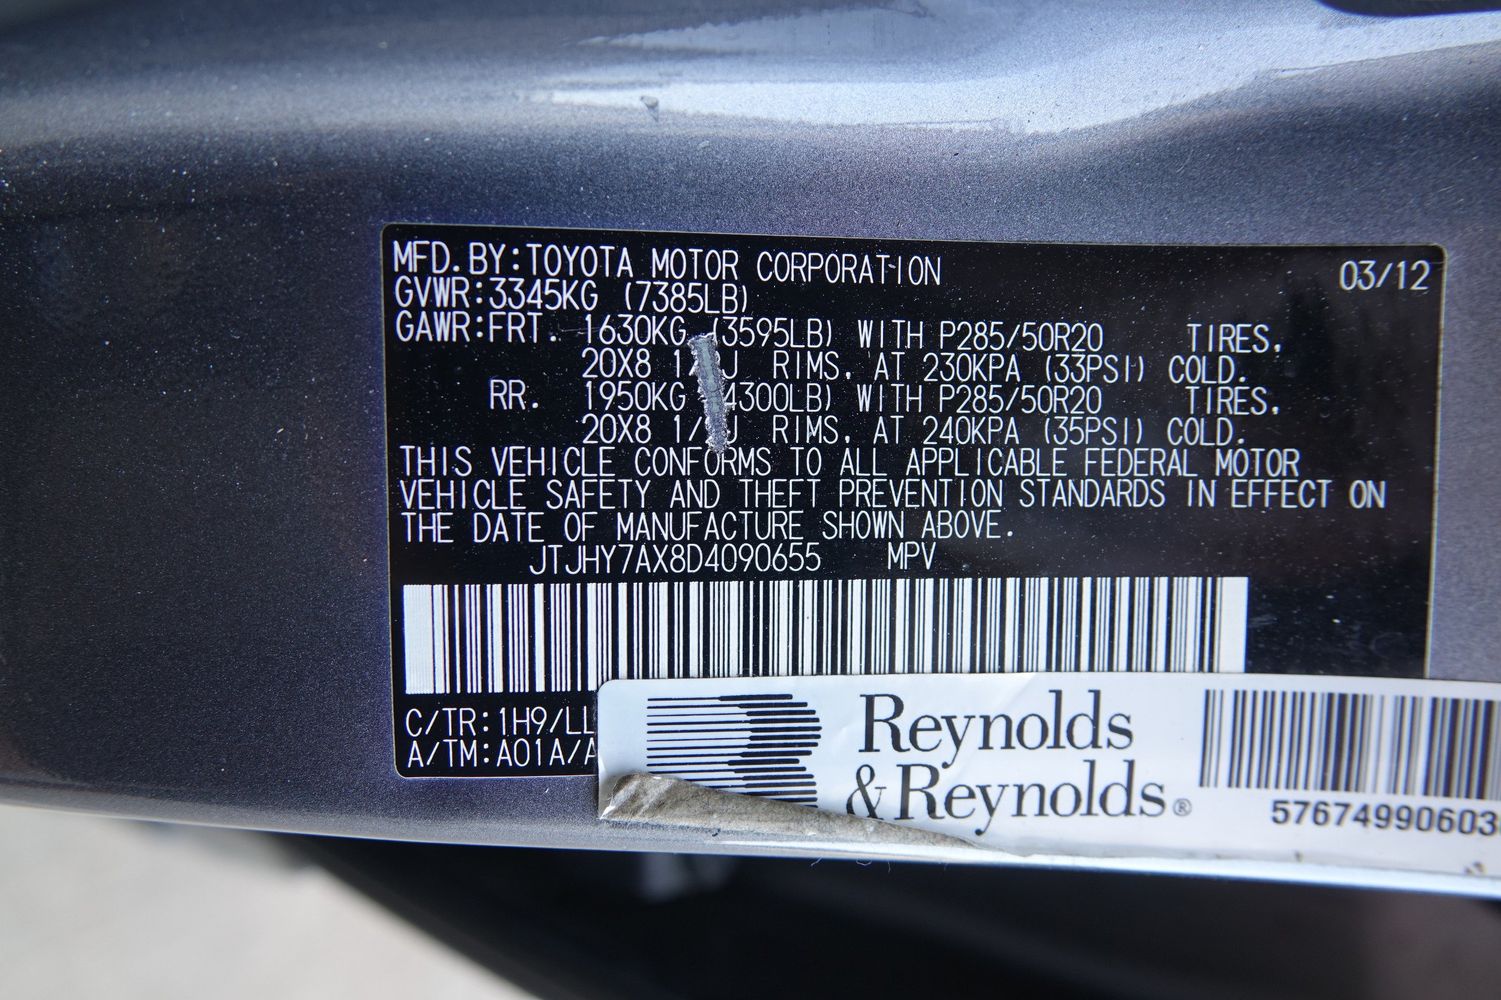 MFD. BY: TOYOTA MOTOR CORPORATION 03/12
GVWR: 3345KG (7385LB)
GAWR: FRT. 1630KG (3595LB) WITH P285/50R20 TIRES,
20X8 J RIMS, AT 230KPA (33PSI) COLD.
RR. 1950KG 4300LB) WITH P285/50R20 TIRES,
20X8 J RIMS, AT 240KPA (35PSI) COLD.
THIS VEHICLE CONFORMS TO ALL APPLICABLE FEDERAL MOTOR
VEHICLE SAFETY AND THEFT PREVENTION STANDARDS IN EFFECT ON
THE DATE OF MANUFACTURE SHOWN ABOVE.
JTJHY7AX8D4090655 MPV
C/TR: 1H9/LL
A/TM: A01A/A
Reynolds
&Reynolds®
57674990603